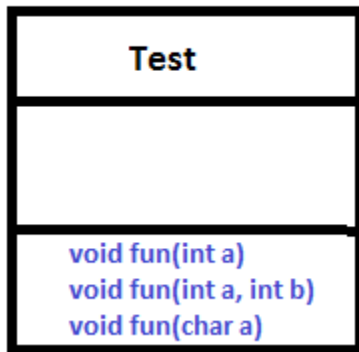 Test
void fun(int a)
void fun(int a, int b)
void fun(char a)